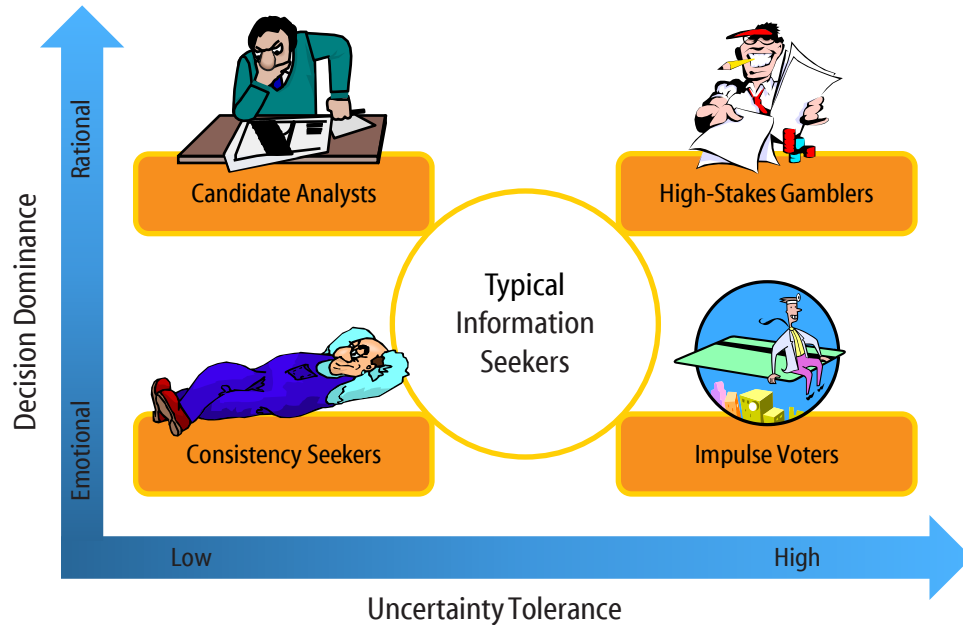 Decision Dominance
Rational
Emotional
Candidate Analysts
High-Stakes Gamblers
Typical
Information
Seekers
Consistency Seekers
Impulse Voters
Low
High
Uncertainty Tolerance